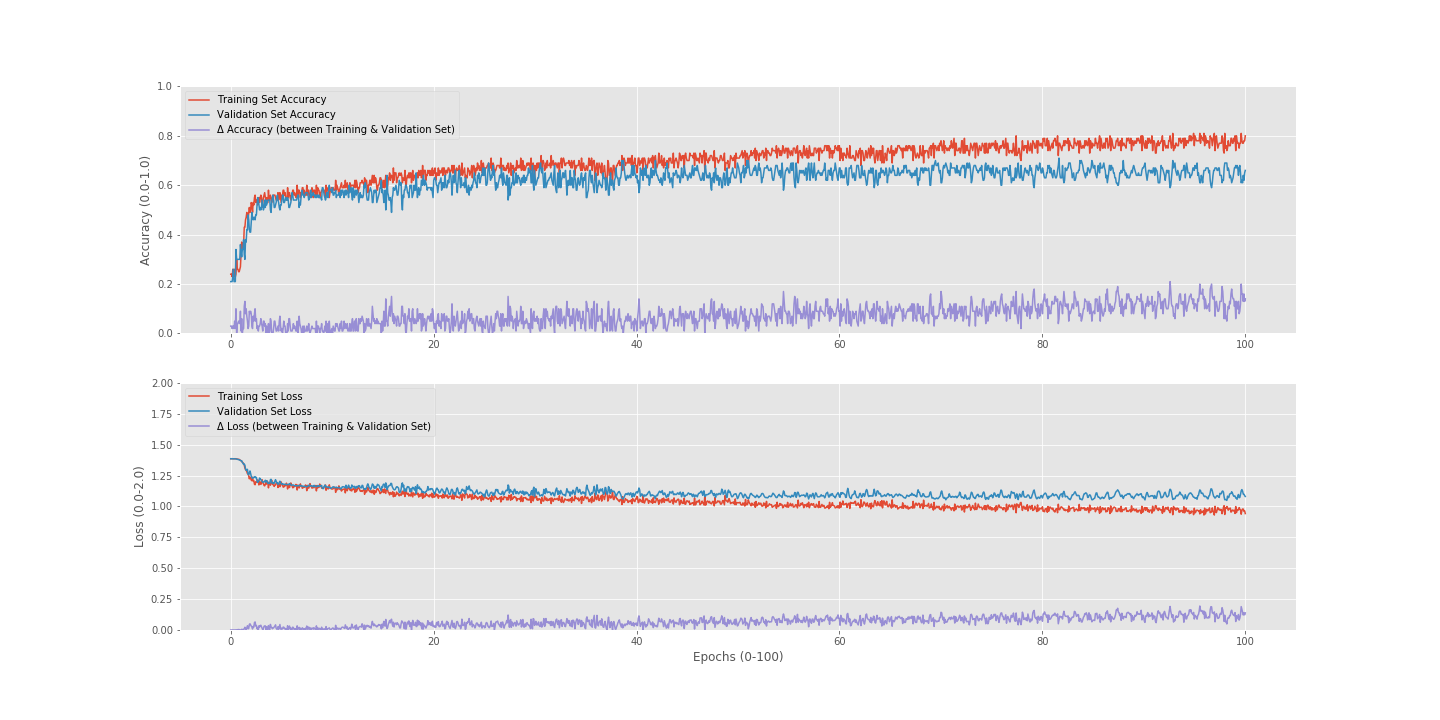 1.0
0.8
0.6
0.4
0.2
0.0
Accuracy (0.0-1.0)
Training Set Accuracy
Validation Set Accuracy
Δ Accuracy (between Training & Validation Set)
0 20 40 60 80 100
2.00
1.75
1.50
1.25
1.00
0.75
0.50
0.25
0.00
Loss (0.0-2.0)
Training Set Loss
Validation Set Loss
Δ Loss (between Training & Validation Set)
0 20 40 60 80 100
Epochs (0-100)